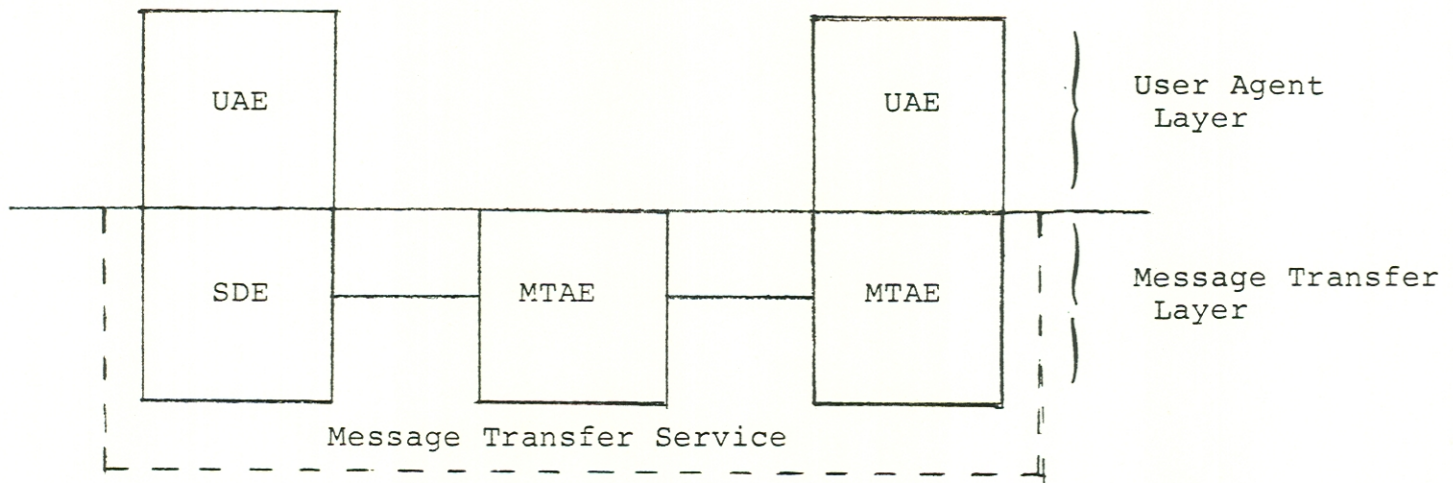 UAE
UAE
User Agent
Layer
SDE
MTAE
MTAE
Message Transfer
Layer
Message Transfer Service